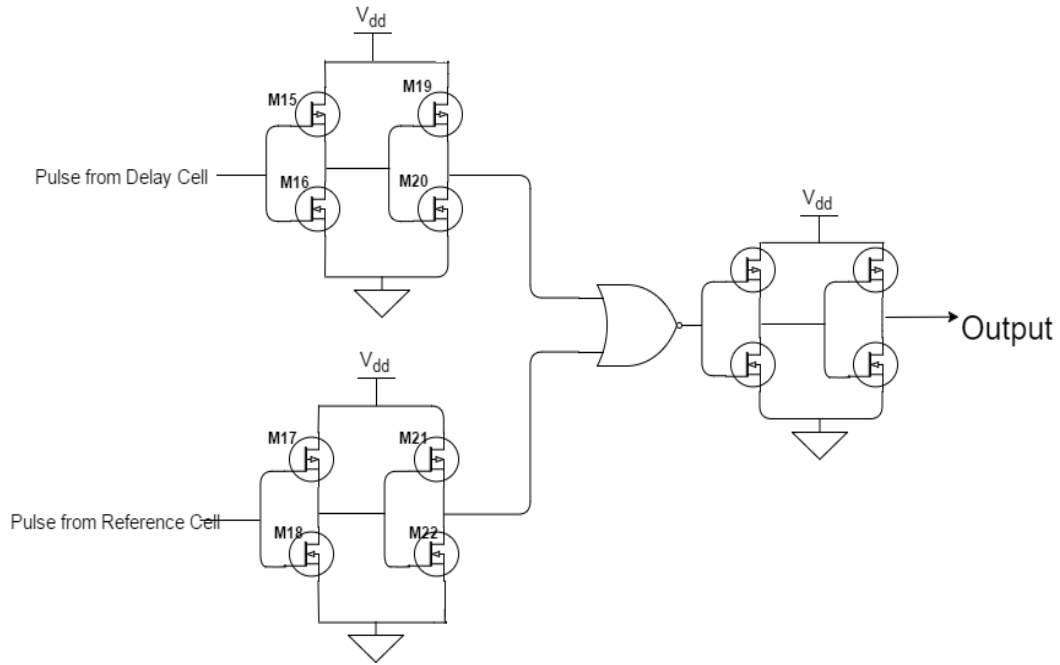 Vdd
M15
M19
Pulse from Delay Cell
M16
M20
Vdd
Output
Vdd
M17
M21
Pulse from Reference Cell
M18
M22